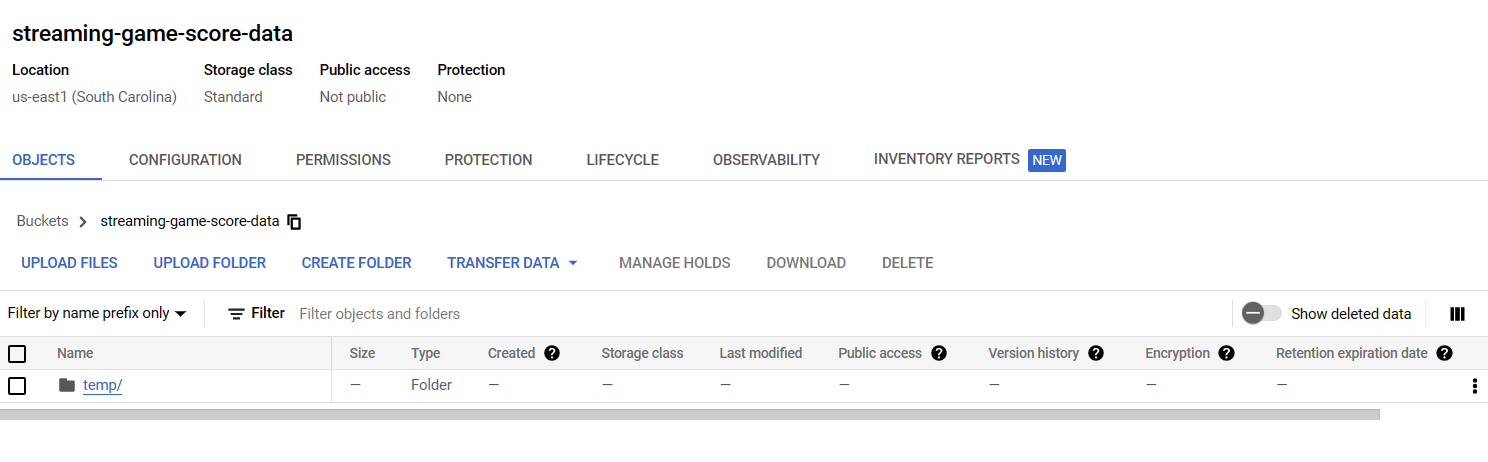 streaming-game-score-data
Location Storage class Public access Protection
us-east1 (South Carolina) Standard Not public None
OBJECTS CONFIGURATION PERMISSIONS PROTECTION LIFECYCLE OBSERVABILITY INVENTORY REPORTS NEW
Buckets > streaming-game-score-data
UPLOAD FILES UPLOAD FOLDER CREATE FOLDER TRANSFER DATA MANAGE HOLDS DOWNLOAD DELETE
Filter by name prefix only Filter Filter objects and folders Show deleted data
Name Size Type Created ? Storage class Last modified Public access ? Version history ? Encryption ? Retention expiration date ?
temp/ — Folder — — — — — — —